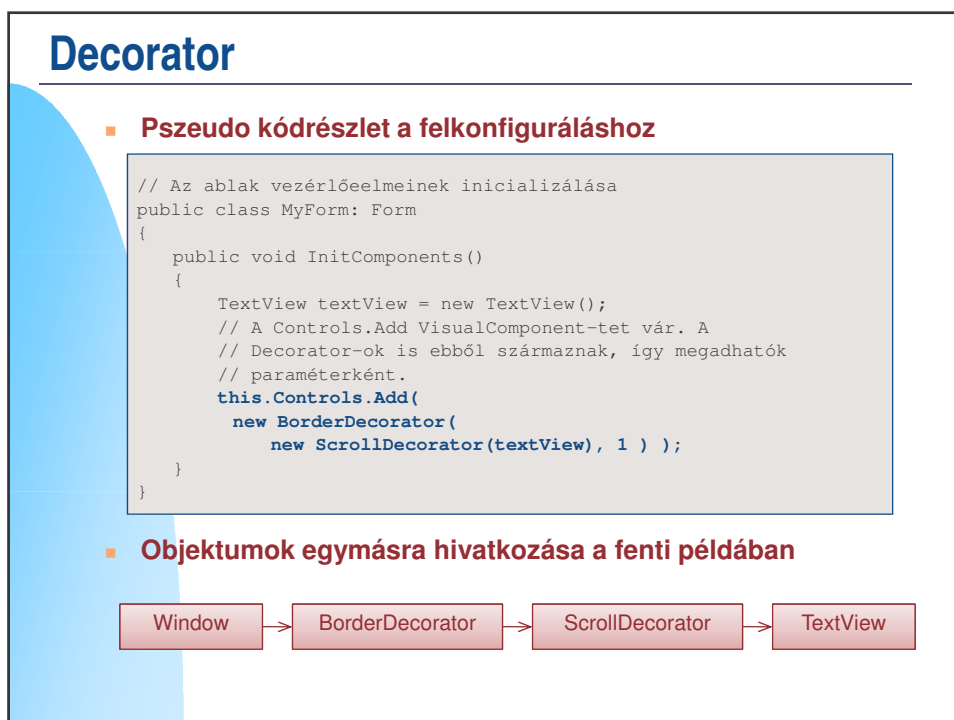 Decorator
Pszeudo kódrészlet a felkonfiguráláshoz
// Az ablak vezérlőeelmeinek inicializálása
public class MyForm: Form
{
public void InitComponents()
{
TextView textView = new TextView();
// A Controls.Add VisualComponent-tet vár. A
// Decorator-ok is ebből származnak, így megadhatók
// paraméterként.
this.Controls.Add(
new BorderDecorator(
new ScrollDecorator(textView), 1 ) );
}
}
Objektumok egymásra hivatkozása a fenti példában
Window BorderDecorator ScrollDecorator TextView